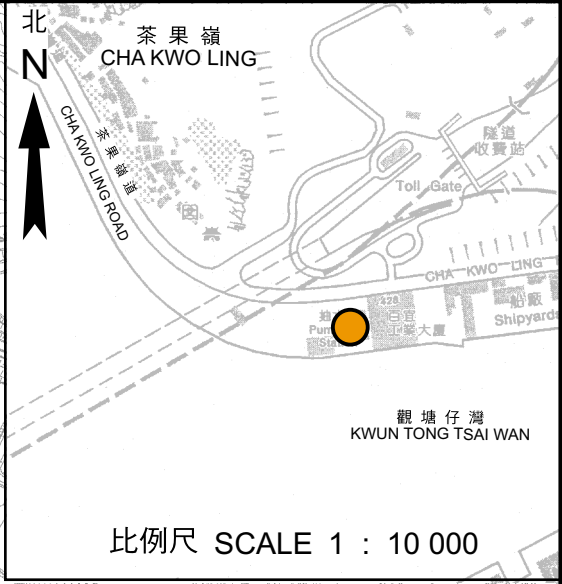 北
N
茶果嶺
CHA KWO LING
茶果嶺道
CHA KWO LING ROAD
隧道
收費站
Toll Gate
CHA KWO LING
428
百宜
工業大廈
船廠
Shipyards
觀塘仔灣
KWUN TONG TSAI WAN
比例尺 SCALE 1 : 10 000